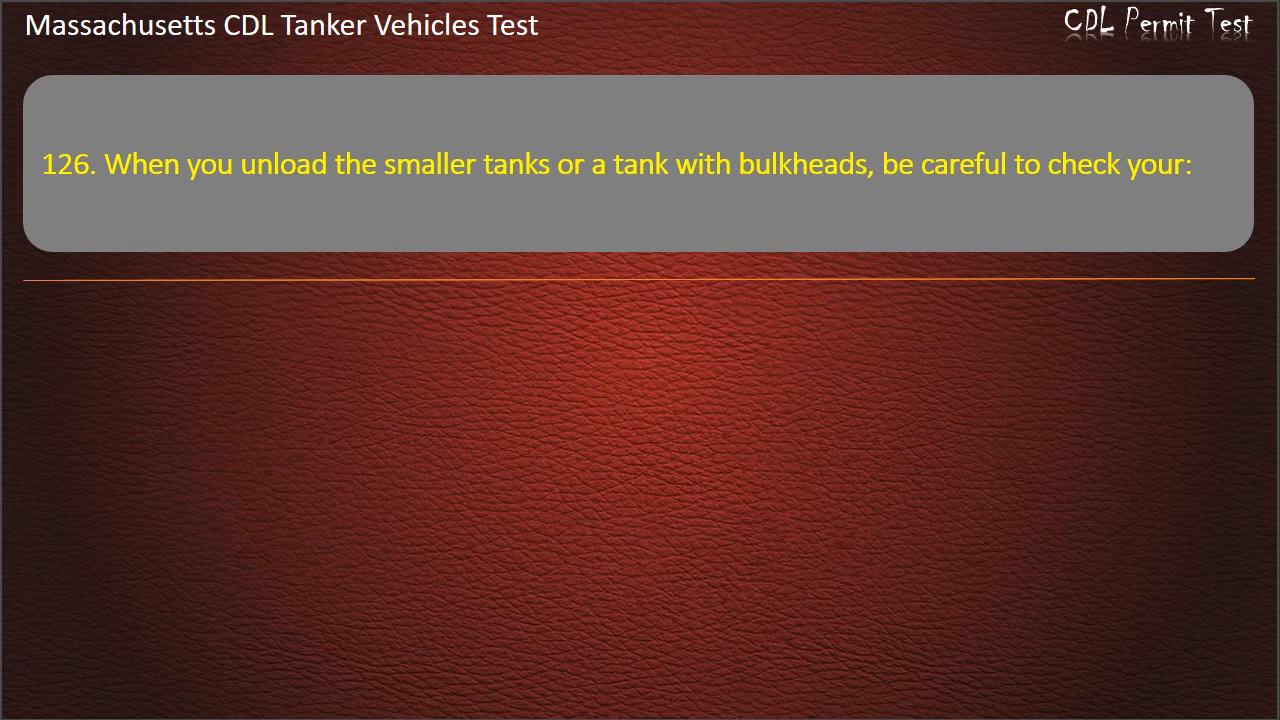 Massachusetts CDL Tanker Vehicles Test
CDL Permit Test
126. When you unload the smaller tanks or a tank with bulkheads, be careful to check your: